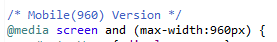 /* Mobile(960) Version */
@media screen and (max-width:960px) {